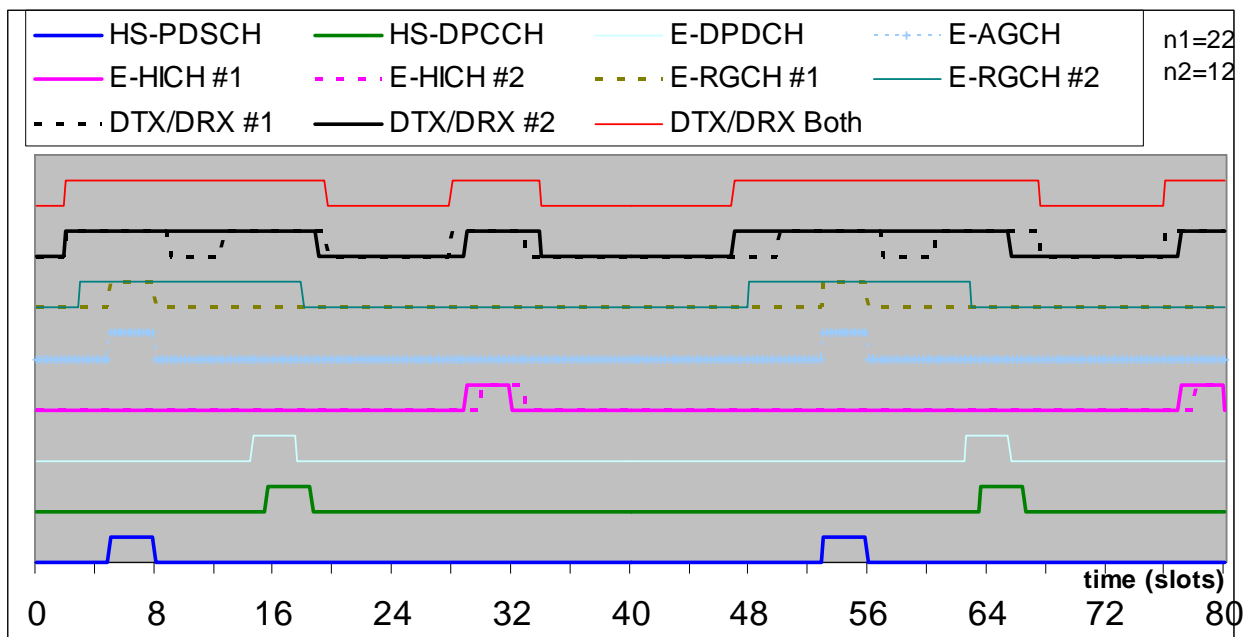 HS-PDSCH HS-DPCCH E-DPDCH E-AGCH n1=22
E-HICH #1 E-HICH #2 E-RGCH #1 E-RGCH #2 n2=12
DTX/DRX #1 DTX/DRX #2 DTX/DRX Both
time (slots)
0 8 16 24 32 40 48 56 64 72 80